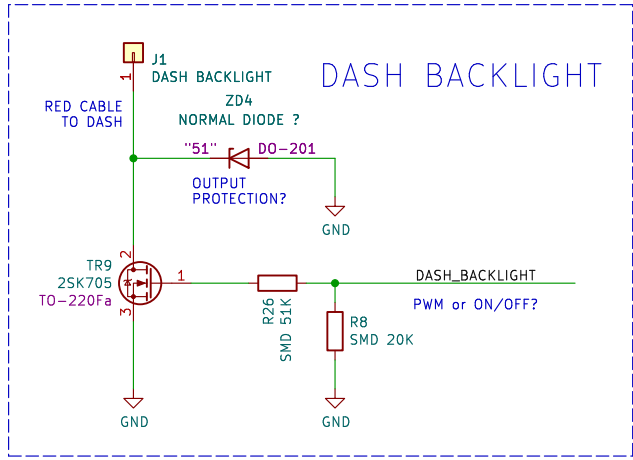 J1
DASH BACKLIGHT
DASH BACKLIGHT
1
RED CABLE
TO DASH
ZD4
NORMAL DIODE ?
"51"
DO-201
OUTPUT
PROTECTION?
GND
2
TR9
2SK705
TO-220Fa
1
3
R26
SMD 51K
DASH_BACKLIGHT
PWM or ON/OFF?
R8
SMD 20K
GND
GND